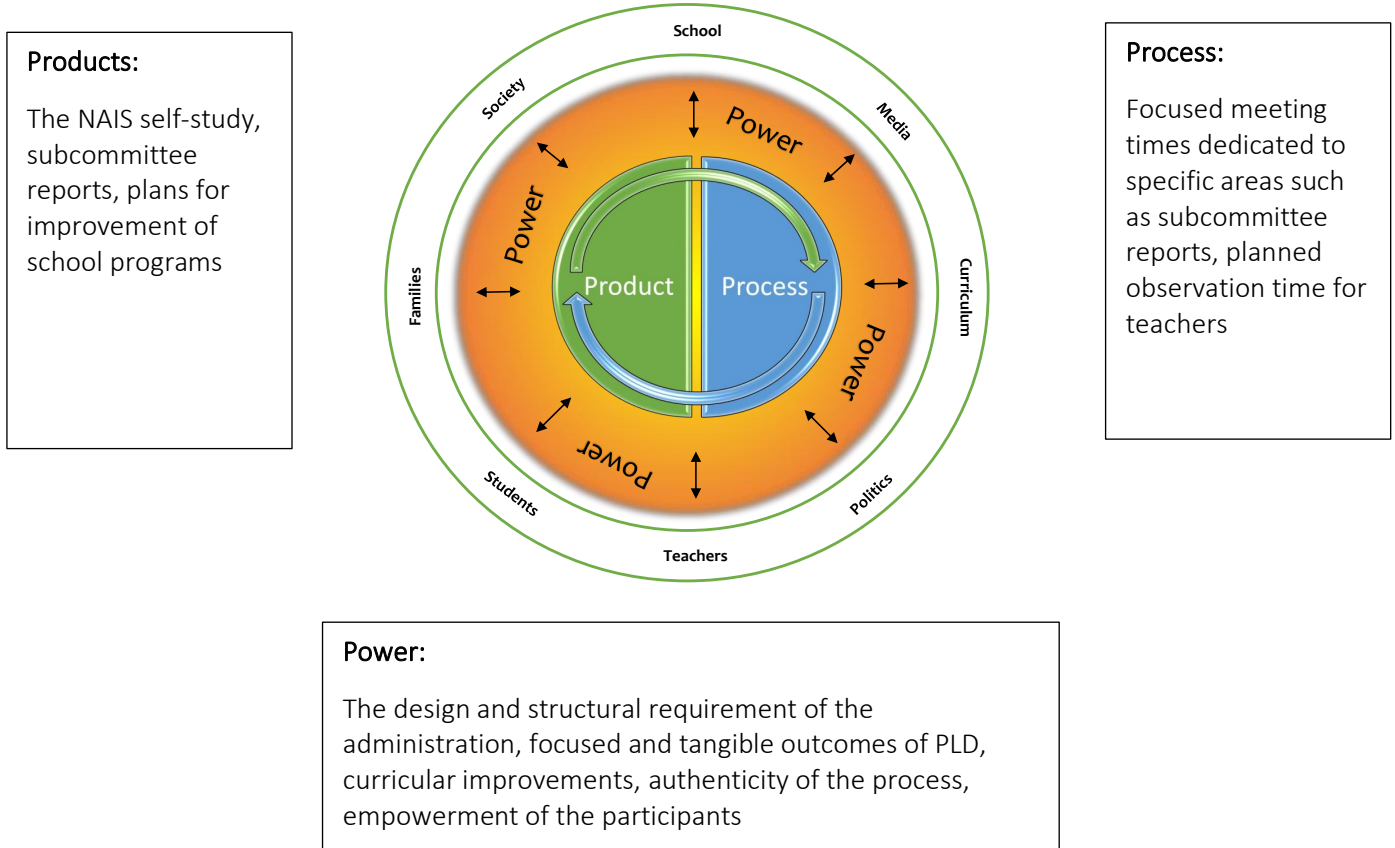 Products:
The NAIS self-study,
subcommittee
reports, plans for
improvement of
school programs
School
Society
Media
Power
Power
Families
Product
Process
Curriculum
Power
Power
Students
Politics
Teachers
Process:
Focused meeting
times dedicated to
specific areas such
as subcommittee
reports, planned
observation time for
teachers
Power:
The design and structural requirement of the
administration, focused and tangible outcomes of PLD,
curricular improvements, authenticity of the process,
empowerment of the participants